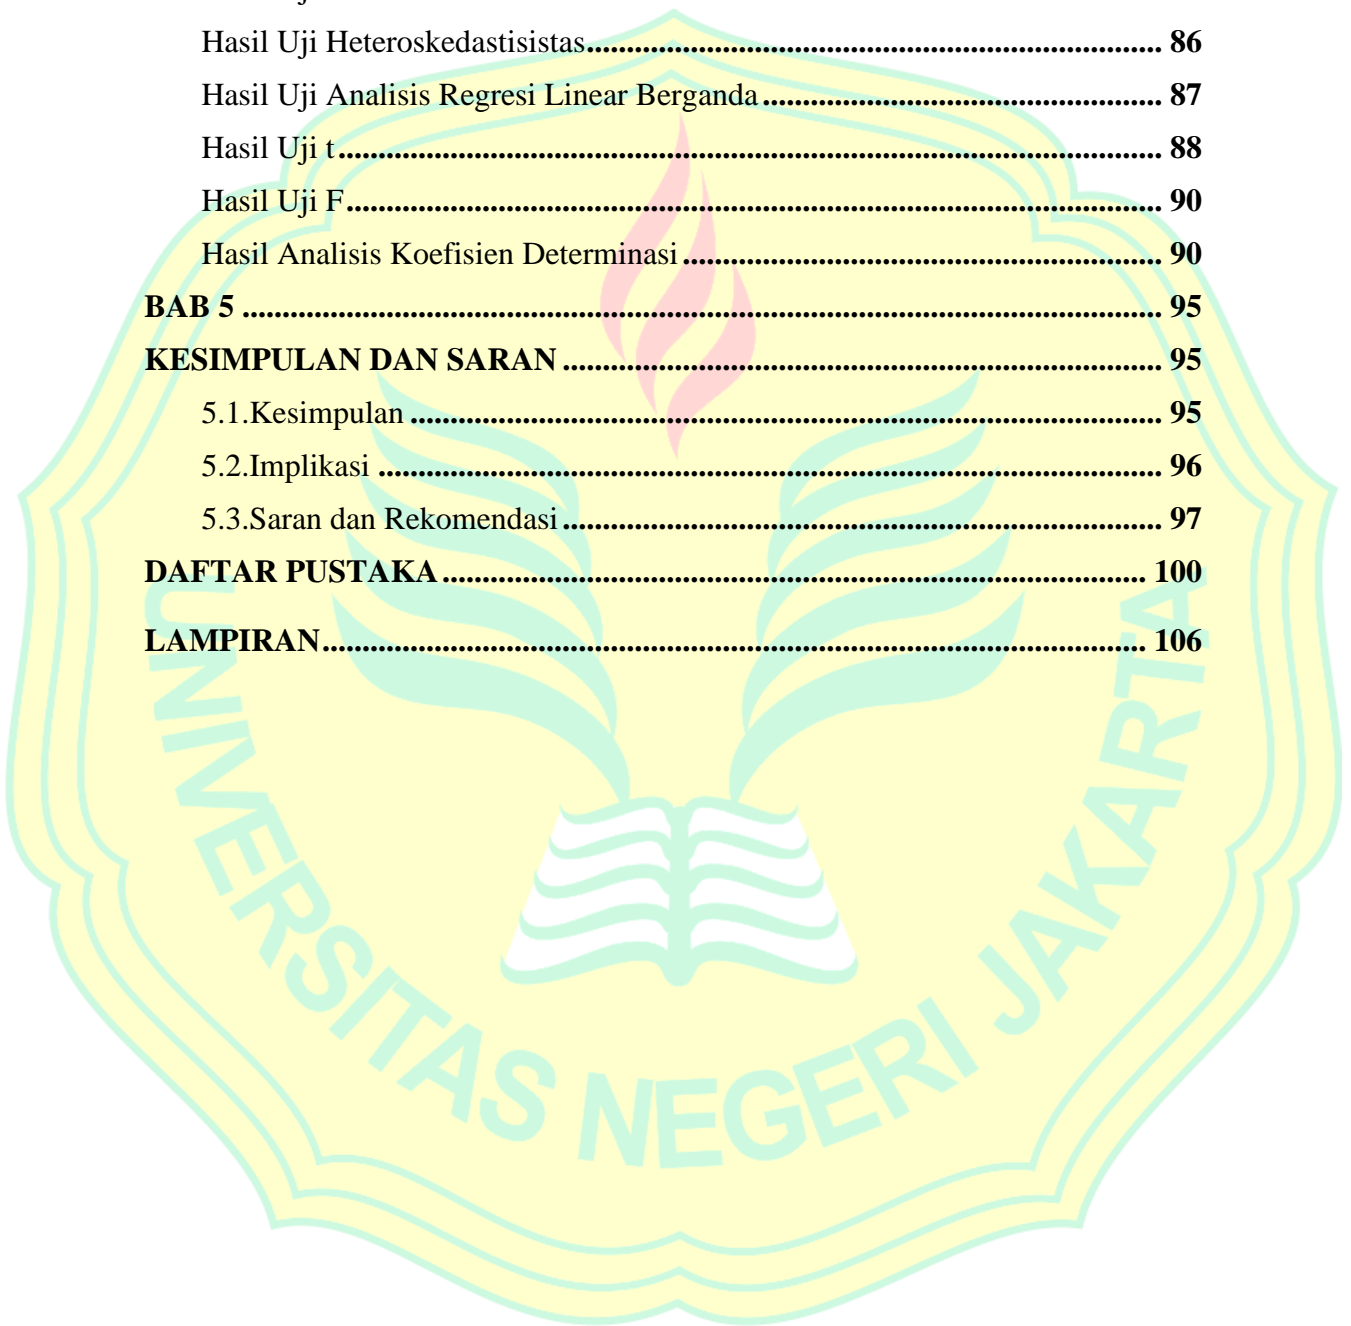 Hasil Uji Heteroskedastisistas.......................................................................... 86
Hasil Uji Analisis Regresi Linear Berganda................................................... 87
Hasil Uji t......................................................................................................... 88
Hasil Uji F........................................................................................................ 90
Hasil Analisis Koefisien Determinasi............................................................. 90
BAB 5 ..................................................................................................................... 95
KESIMPULAN DAN SARAN ............................................................................ 95
5.1.Kesimpulan ............................................................................................... 95
5.2.Implikasi ................................................................................................... 96
5.3.Saran dan Rekomendasi ............................................................................ 97
DAFTAR PUSTAKA......................................................................................... 100
LAMPIRAN........................................................................................................ 106
UNIVERSITAS NEGERI JAKARTA